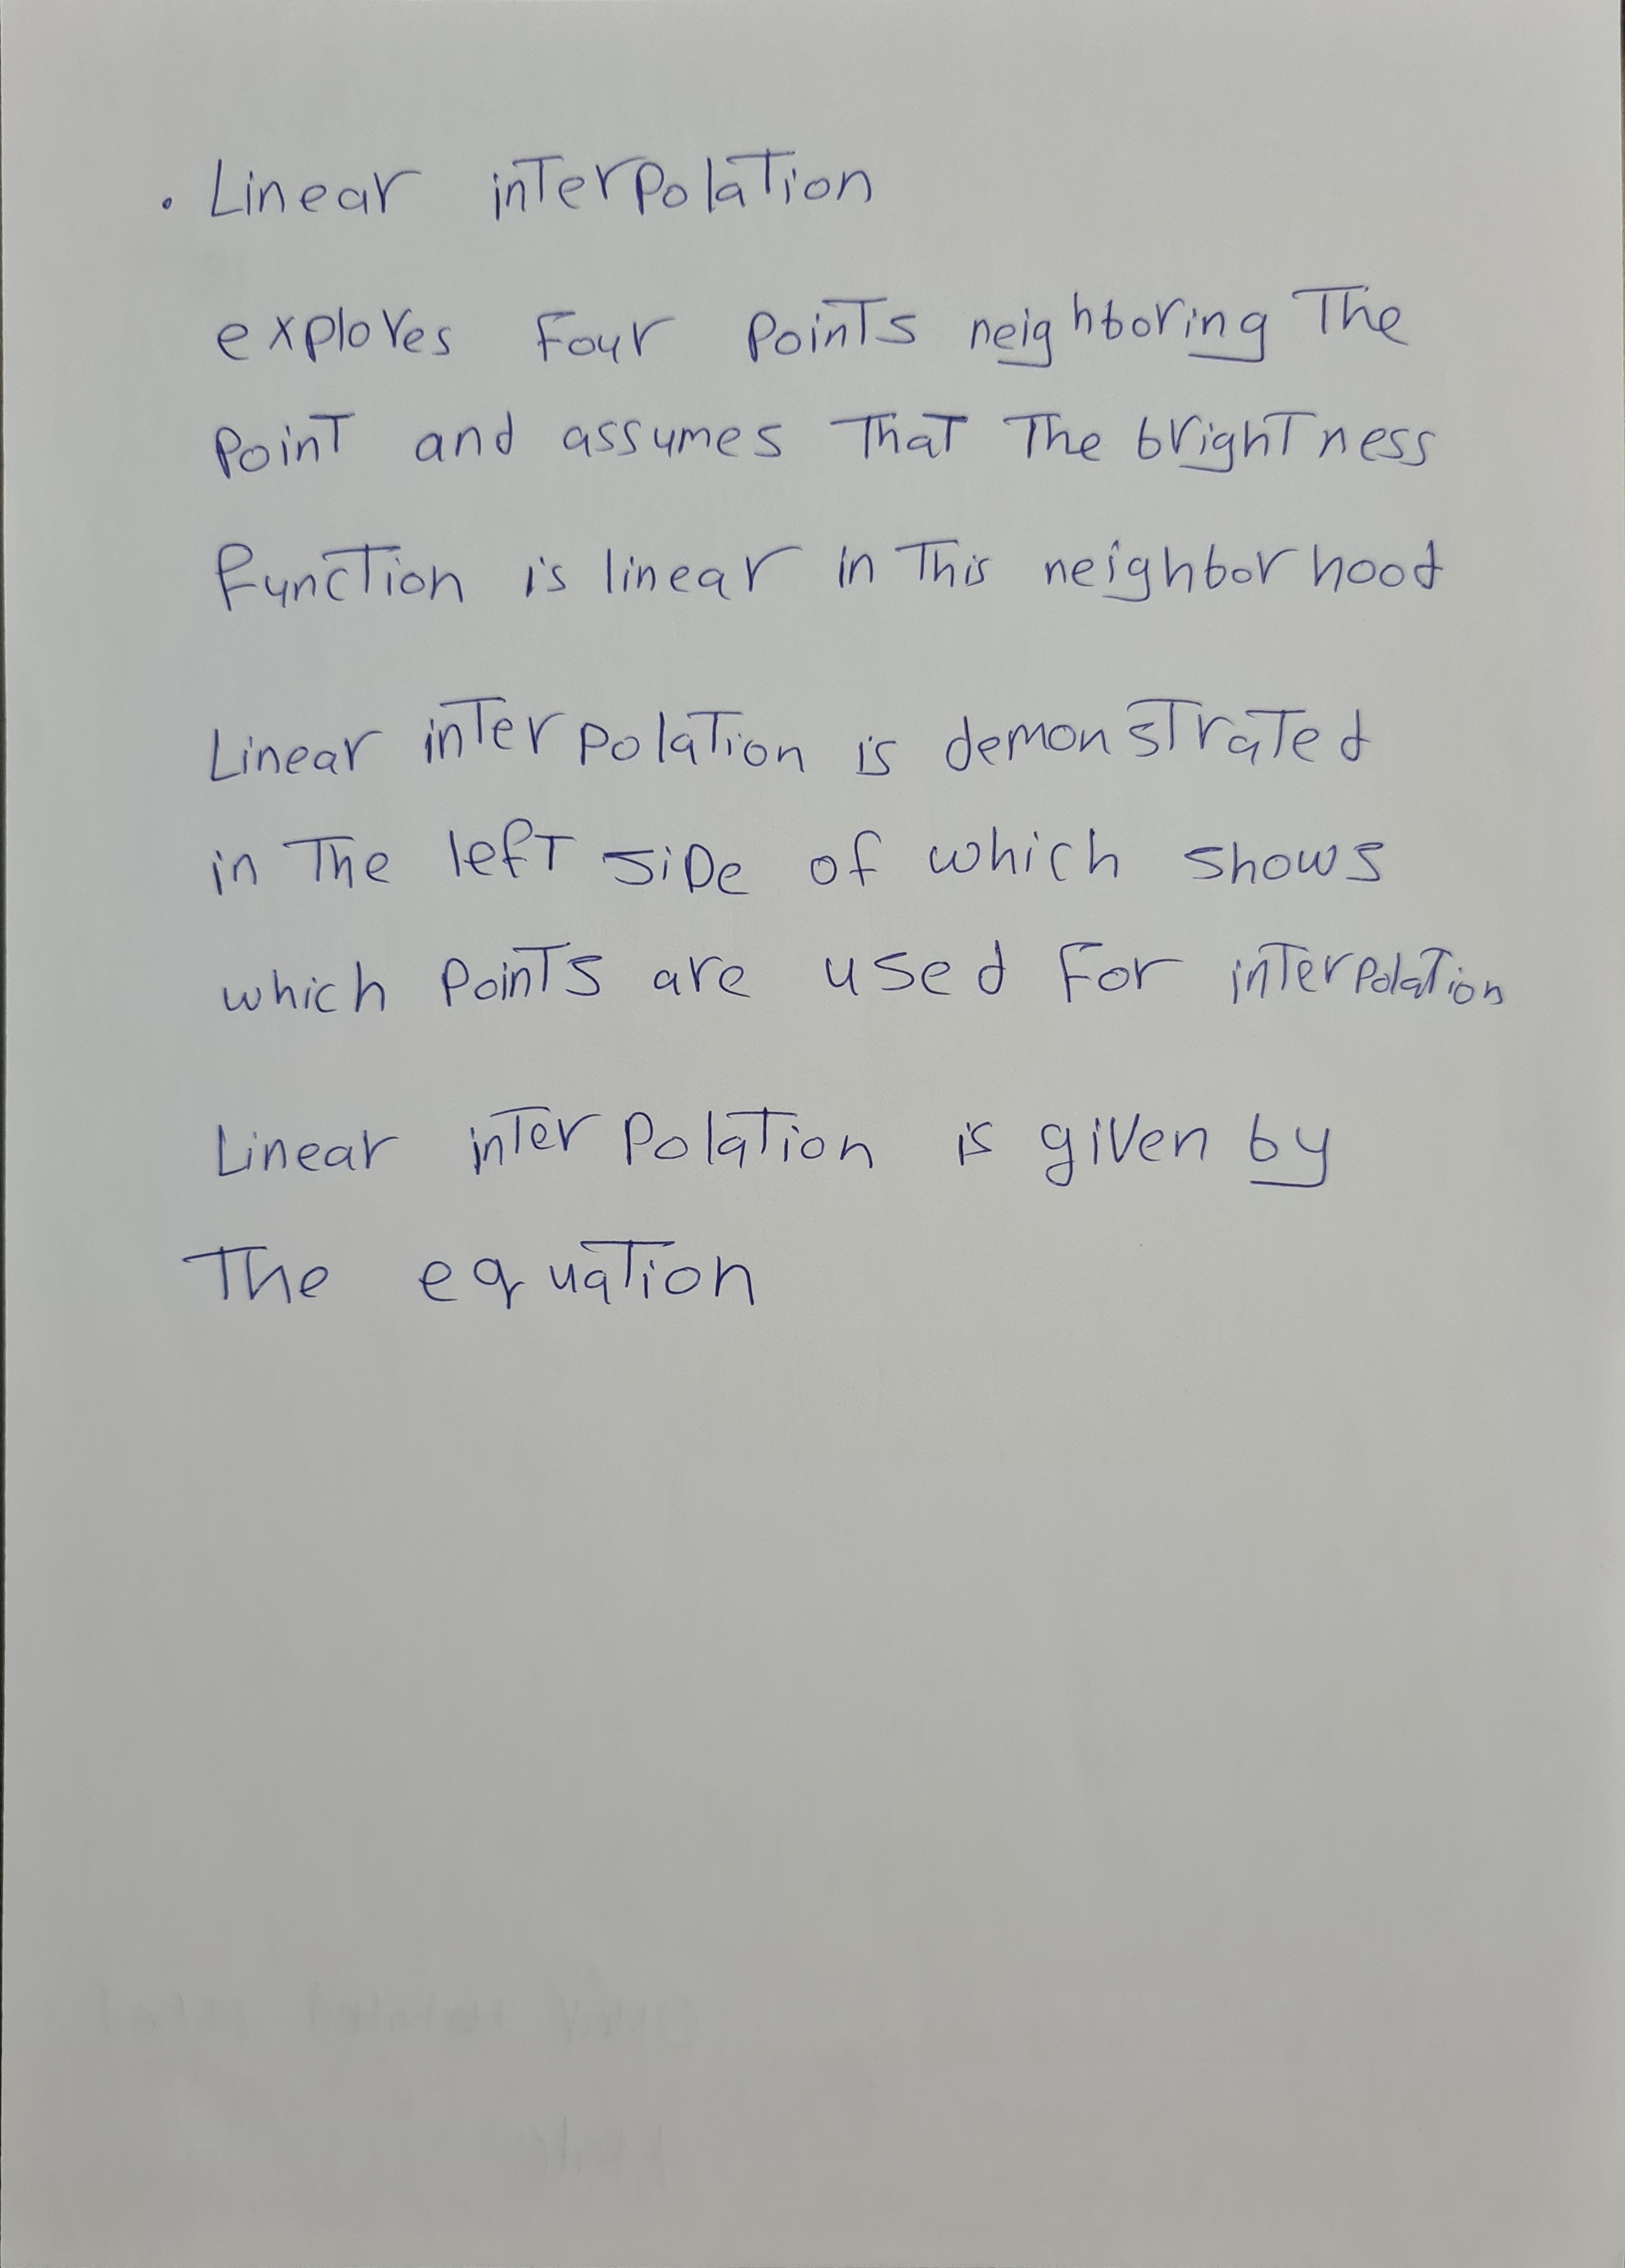 . Linear interpolation
explores four points neighboring the
point and assumes that the brightness
function is linear in this neighborhood
Linear interpolation is demonstrated
in the left side of which shows
which points are used for interpolation
Linear interpolation is given by
The equation